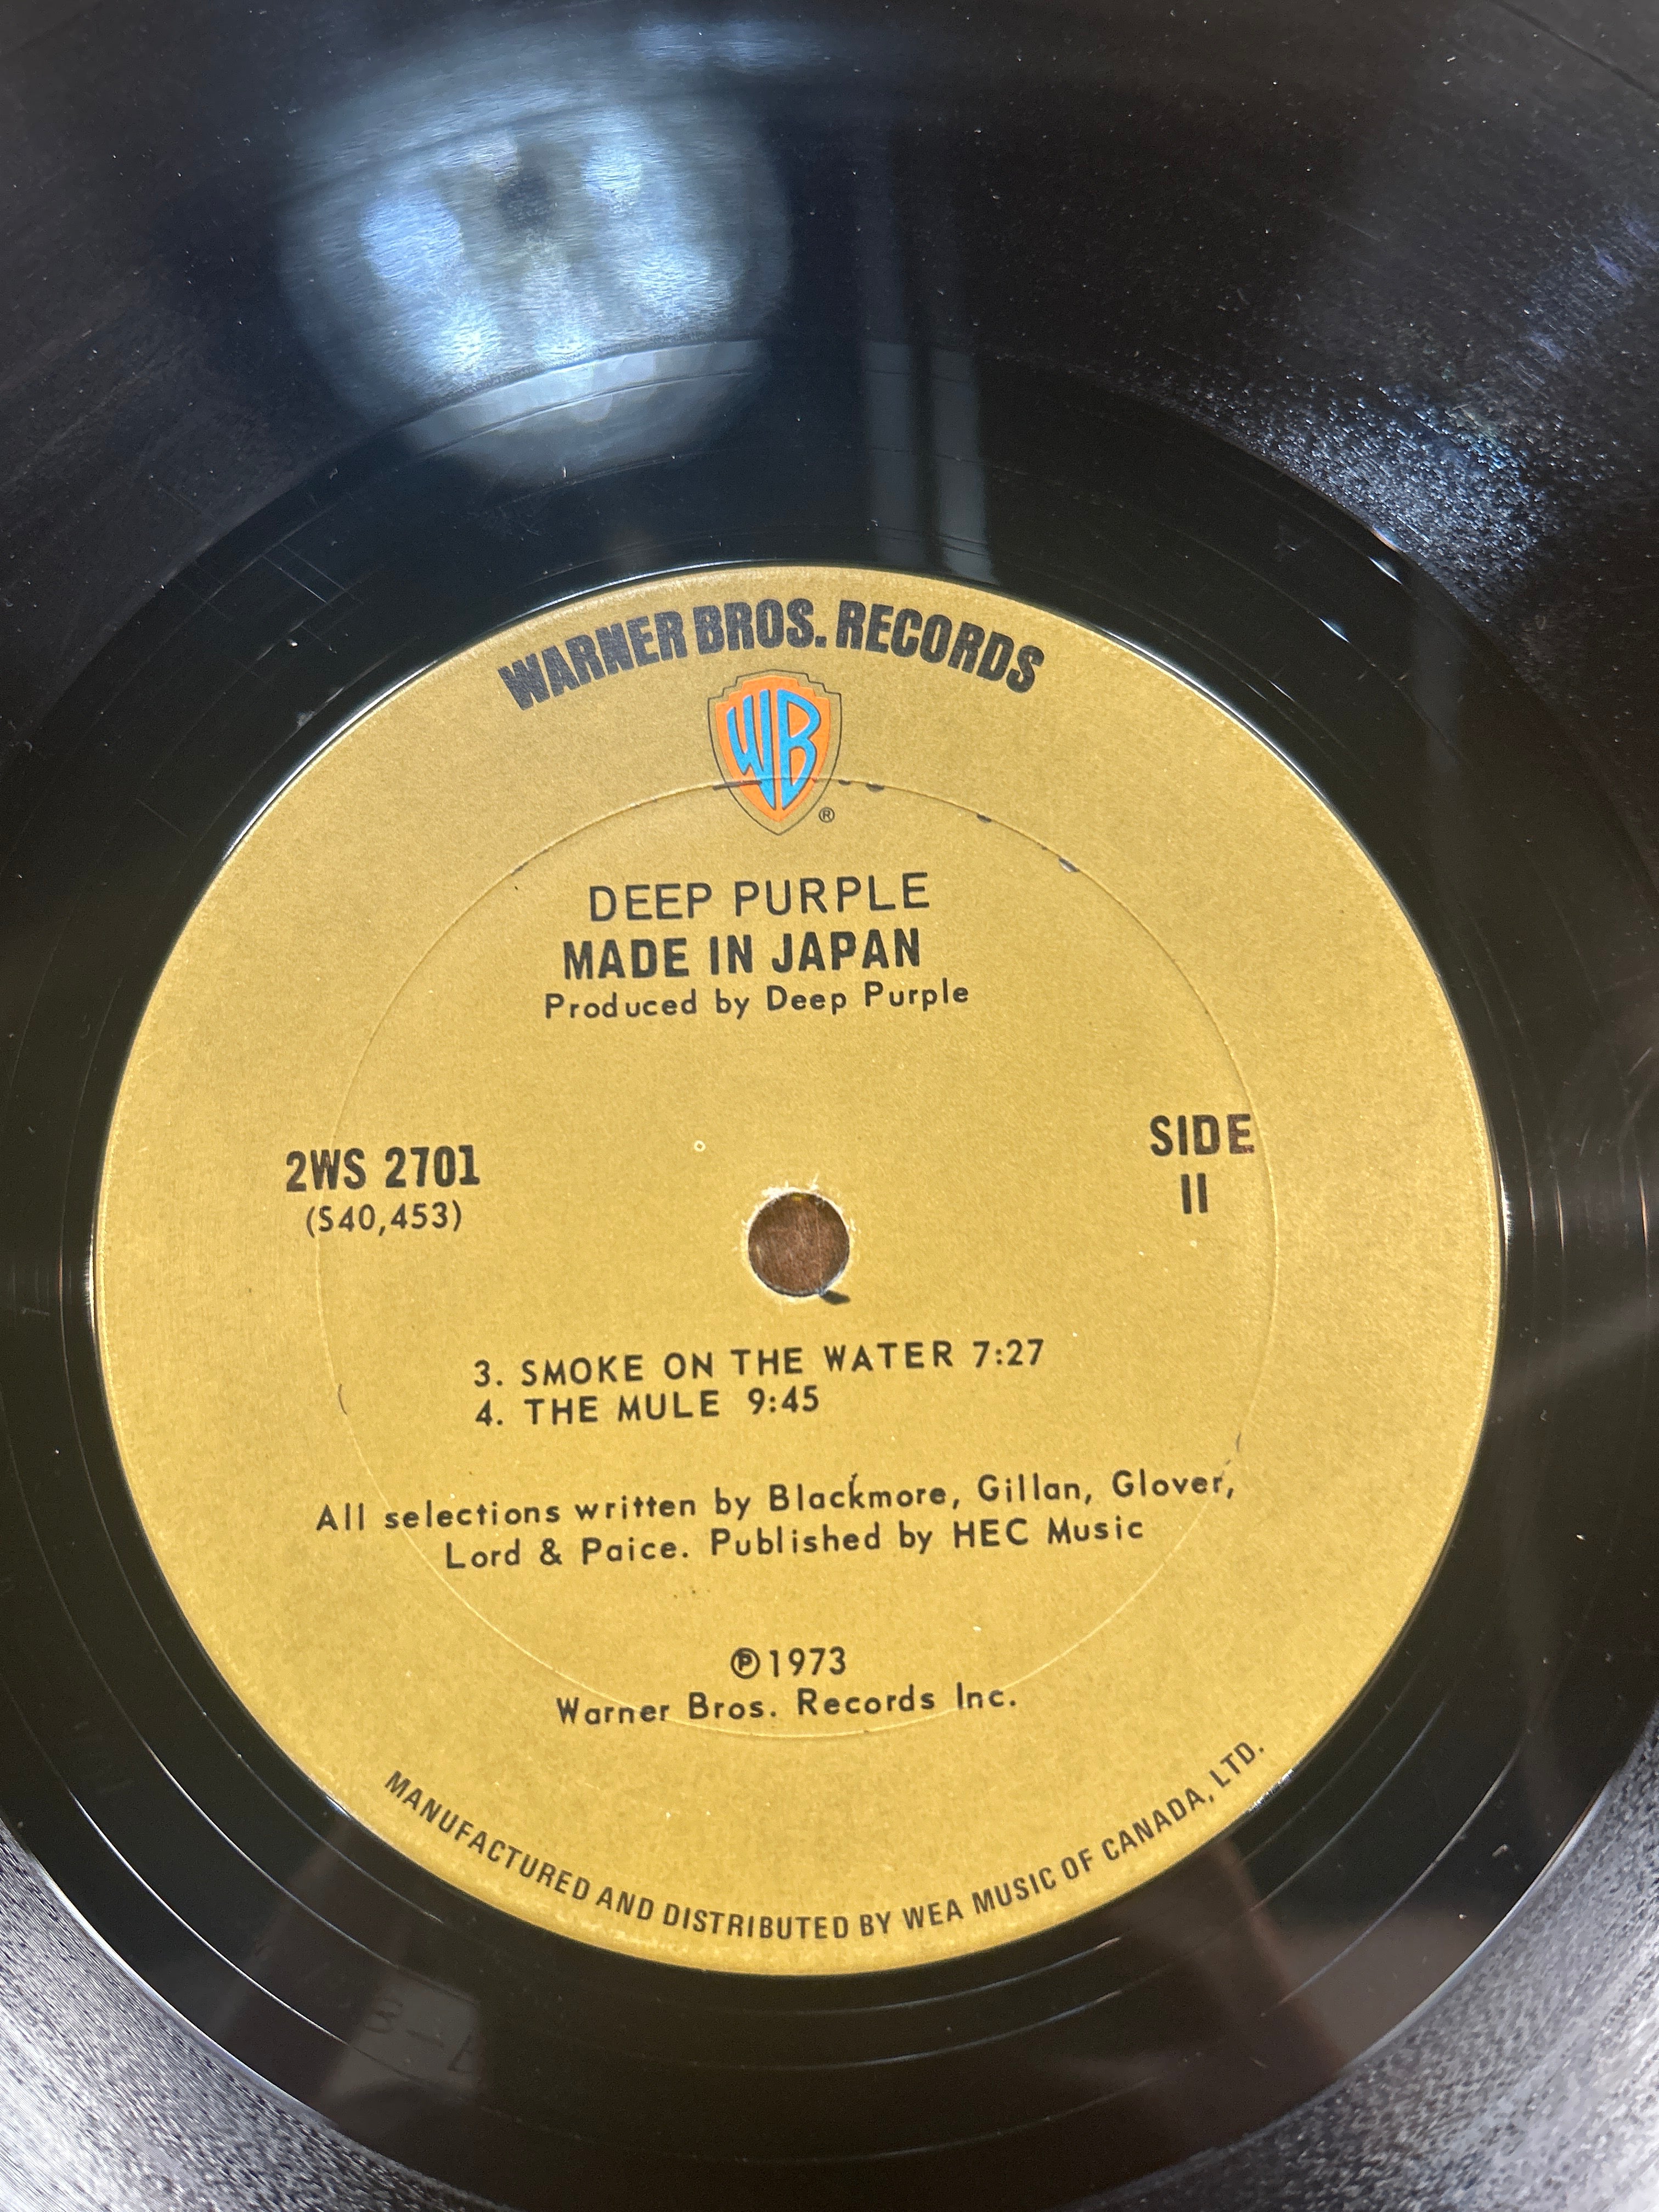 WARNER BROS. RECORDS
WB
®
DEEP PURPLE
MADE IN JAPAN
Produced by Deep Purple
2WS 2701
(S40,453)
SIDE
II
3. SMOKE ON THE WATER 7:27
4. THE MULE 9:45
All selections written by Blackmore, Gillan, Glover,
Lord & Paice. Published by HEC Music
℗1973
Warner Bros. Records Inc.
MANUFACTURED AND DISTRIBUTED BY WEA MUSIC OF CANADA, LTD.